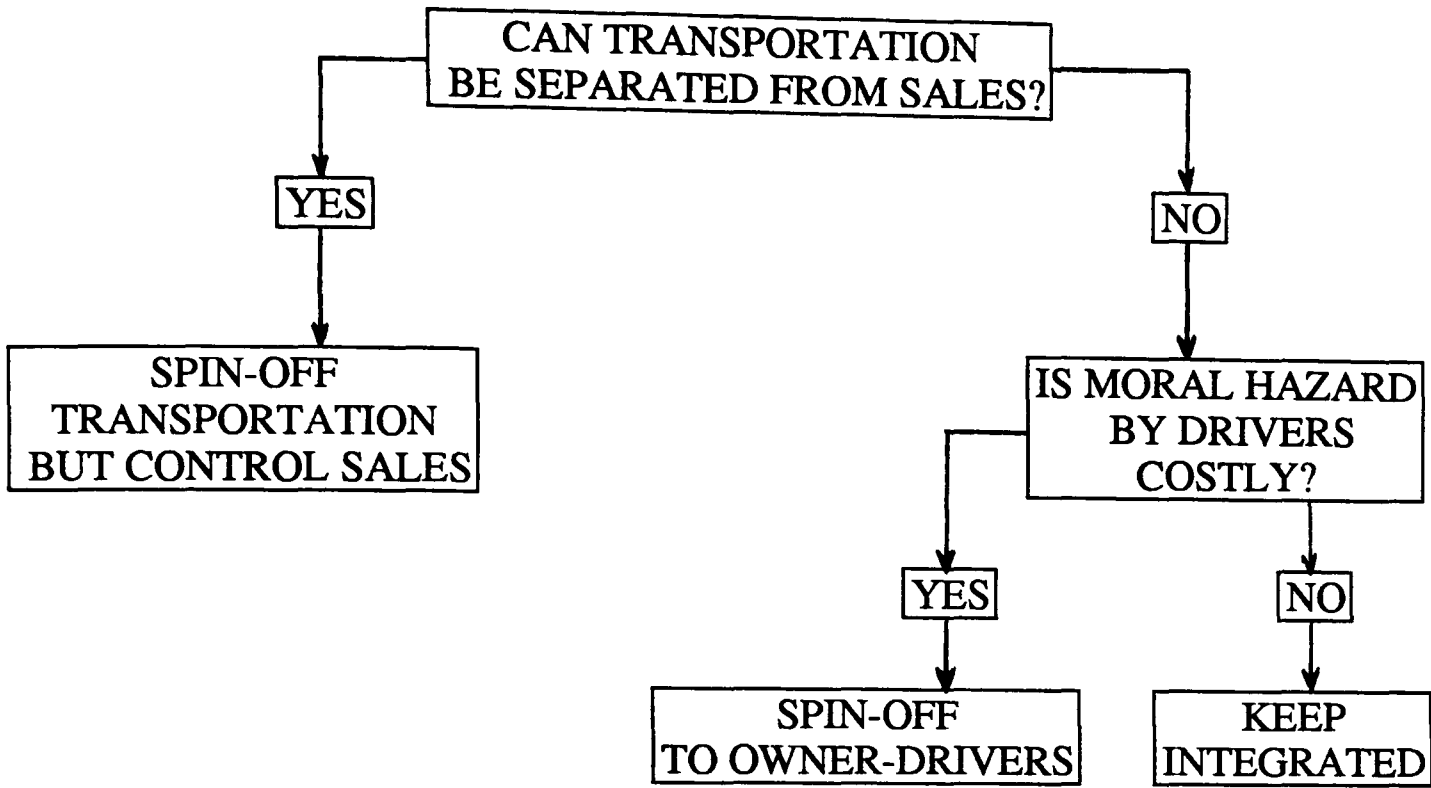 CAN TRANSPORTATION
BE SEPARATED FROM SALES?
YES
NO
SPIN-OFF
TRANSPORTATION
BUT CONTROL SALES
IS MORAL HAZARD
BY DRIVERS
COSTLY?
YES
NO
SPIN-OFF
TO OWNER-DRIVERS
KEEP
INTEGRATED